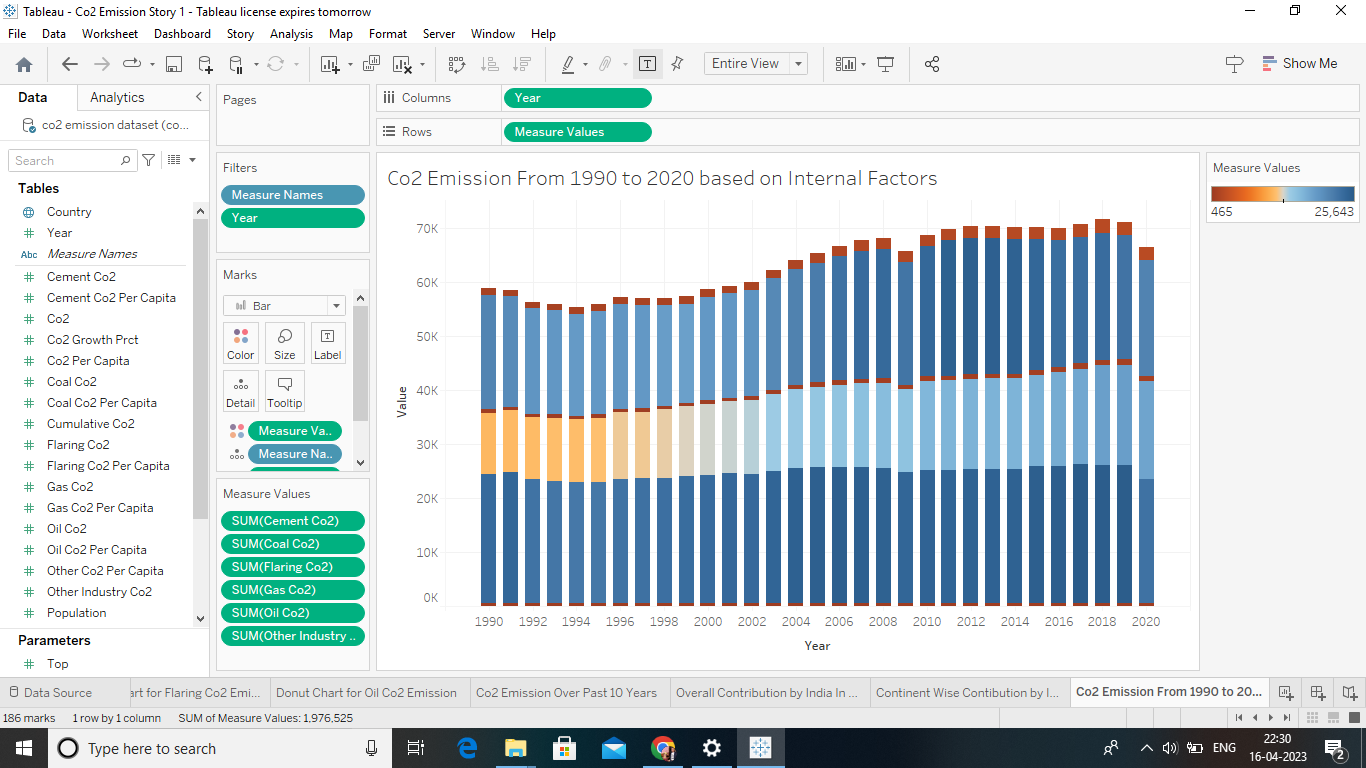 Tableau - Co2 Emission Story 1 - Tableau license expires tomorrow
File Data Worksheet Dashboard Story Analysis Map Format Server Window Help
Entire View
Show Me
Data Analytics
co2 emission dataset (co...
Search
Tables
Country
Year
Abc Measure Names
Cement Co2
Cement Co2 Per Capita
Co2
Co2 Growth Prct
Co2 Per Capita
Coal Co2
Coal Co2 Per Capita
Cumulative Co2
Flaring Co2
Flaring Co2 Per Capita
Gas Co2
Gas Co2 Per Capita
Oil Co2
Oil Co2 Per Capita
Other Co2 Per Capita
Other Industry Co2
Population
Parameters
Top
Pages
Filters
Measure Names
Year
Marks
Bar
Color Size Label
Detail Tooltip
Measure Va..
Measure Na..
Measure Values
SUM(Cement Co2)
SUM(Coal Co2)
SUM(Flaring Co2)
SUM(Gas Co2)
SUM(Oil Co2)
SUM(Other Industry ..
Columns Year
Rows Measure Values
Co2 Emission From 1990 to 2020 based on Internal Factors
70K
60K
50K
40K
30K
20K
10K
0K
Value
1990 1992 1994 1996 1998 2000 2002 2004 2006 2008 2010 2012 2014 2016 2018 2020
Year
Measure Values
465 25,643
Data Source art for Flaring Co2 Emi... Donut Chart for Oil Co2 Emission Co2 Emission Over Past 10 Years Overall Contribution by India In ... Continent Wise Contibution by I... Co2 Emission From 1990 to 20...
186 marks 1 row by 1 column SUM of Measure Values: 1,976,525
Type here to search
ENG
22:30
16-04-2023
2